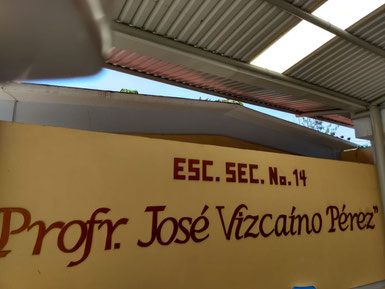 ESC. SEC. No. 14
Profr. José Vizcaíno Pérez"